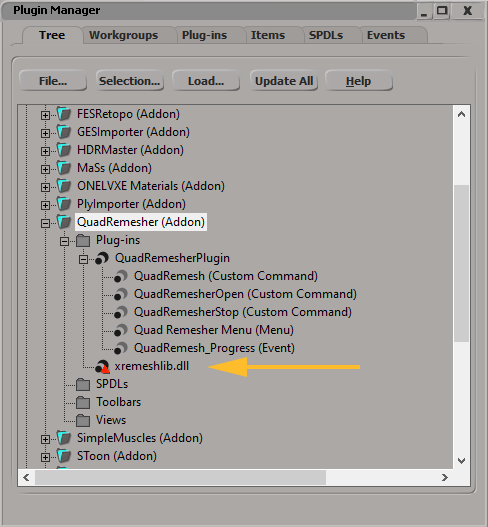 Plugin Manager
Tree Workgroups Plug-ins Items SPDLs Events
File... Selection... Load... Update All Help
FESRetopo (Addon)
GESImporter (Addon)
HDRMaster (Addon)
MaSs (Addon)
ONELVXE Materials (Addon)
PlyImporter (Addon)
QuadRemesher (Addon)
Plug-ins
QuadRemesherPlugin
QuadRemesh (Custom Command)
QuadRemesherOpen (Custom Command)
QuadRemesherStop (Custom Command)
Quad Remesher Menu (Menu)
QuadRemesh_Progress (Event)
xremeshlib.dll
SPDLs
Toolbars
Views
SimpleMuscles (Addon)
SToon (Addon)